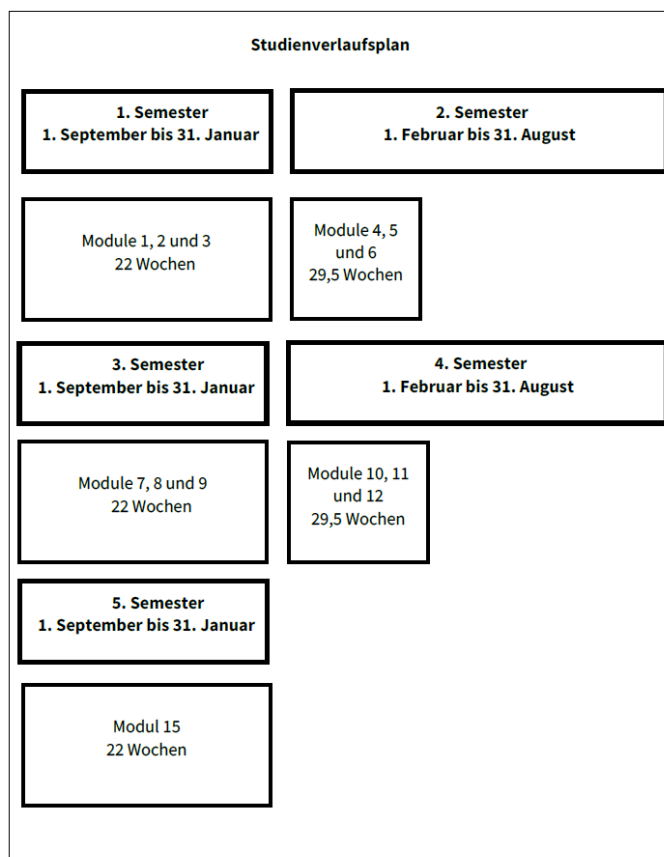 Studienverlaufsplan
1. Semester
1. September bis 31. Januar
2. Semester
1. Februar bis 31. August
Module 1, 2 und 3
22 Wochen
Module 4, 5
und 6
29,5 Wochen
3. Semester
1. September bis 31. Januar
4. Semester
1. Februar bis 31. August
Module 7, 8 und 9
22 Wochen
Module 10, 11
und 12
29,5 Wochen
5. Semester
1. September bis 31. Januar
Modul 15
22 Wochen